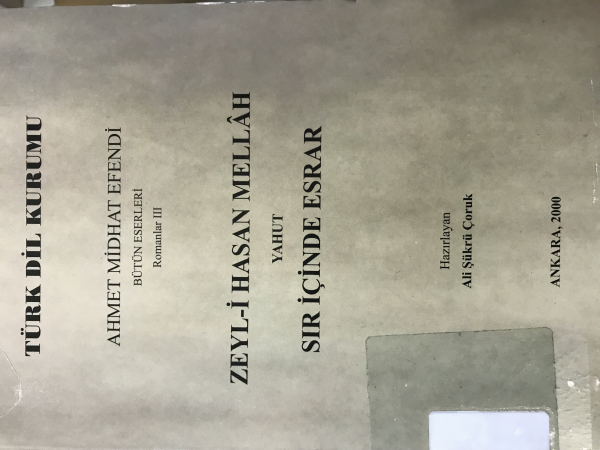 TÜRK DİL KURUMU
AHMET MİDHAT EFENDİ
BÜTÜN ESERLERİ
Romanlar III
ZEYL-İ HASAN MELLÂH
YAHUT
SIR İÇİNDE ESRAR
Hazırlayan
Ali Şükrü Çoruk
ANKARA, 2000